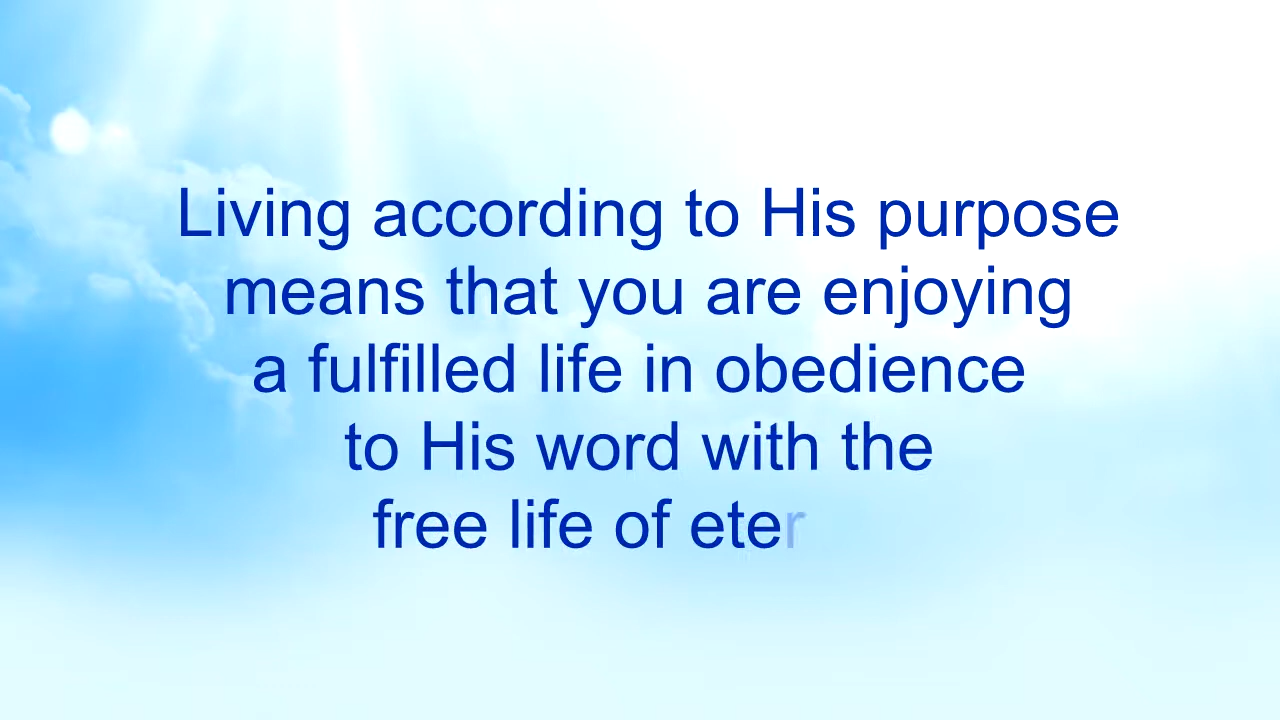 Living according to His purpose
means that you are enjoying
a fulfilled life in obedience
to His word with the
free life of eter